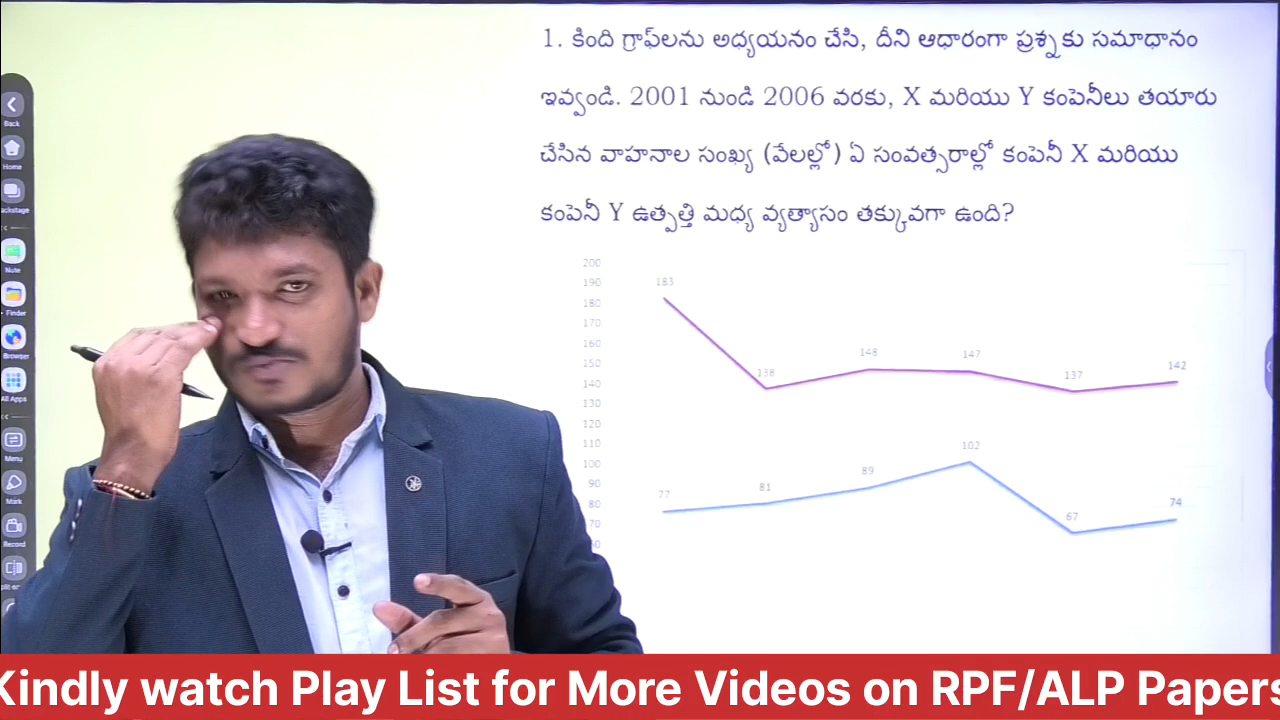 1. కింది గ్రాఫ్‌లను అధ్యయనం చేసి, దీని ఆధారంగా ప్రశ్నకు సమాధానం
ఇవ్వండి. 2001 నుండి 2006 వరకు, X మరియు Y కంపెనీలు తయారు
చేసిన వాహనాల సంఖ్య (వేలల్లో) ఏ సంవత్సరాల్లో కంపెనీ X మరియు
కంపెనీ Y ఉత్పత్తి మధ్య వ్యత్యాసం తక్కువగా ఉంది?
200
190
180
170
160
150
140
130
120
110
100
90
80
70
183
138
148
147
137
142
77
81
89
102
67
74
Back
Home
ackstage
Note
Finder
Browser
All Apps
Menu
Mark
Record
Kindly watch Play List for More Videos on RPF/ALP Papers